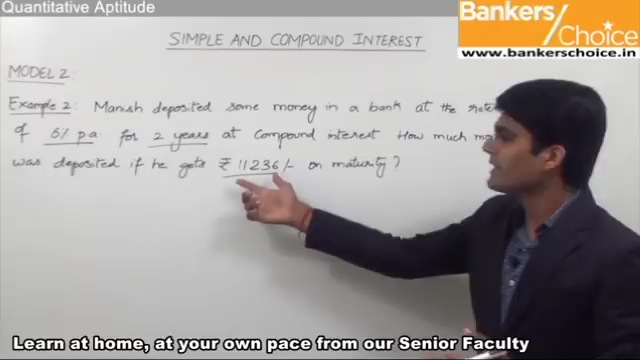 Quantitative Aptitude
Bankers/
Choice
www.bankerschoice.in
SIMPLE AND COMPOUND INTEREST
MODEL 2:
Example 2: Manish deposited some money in a bank at the rate
of 6% p.a for 2 years at Compound interest. How much
was deposited if he gets ₹ 11236/- on maturity?
Learn at home, at your own pace from our Senior Faculty